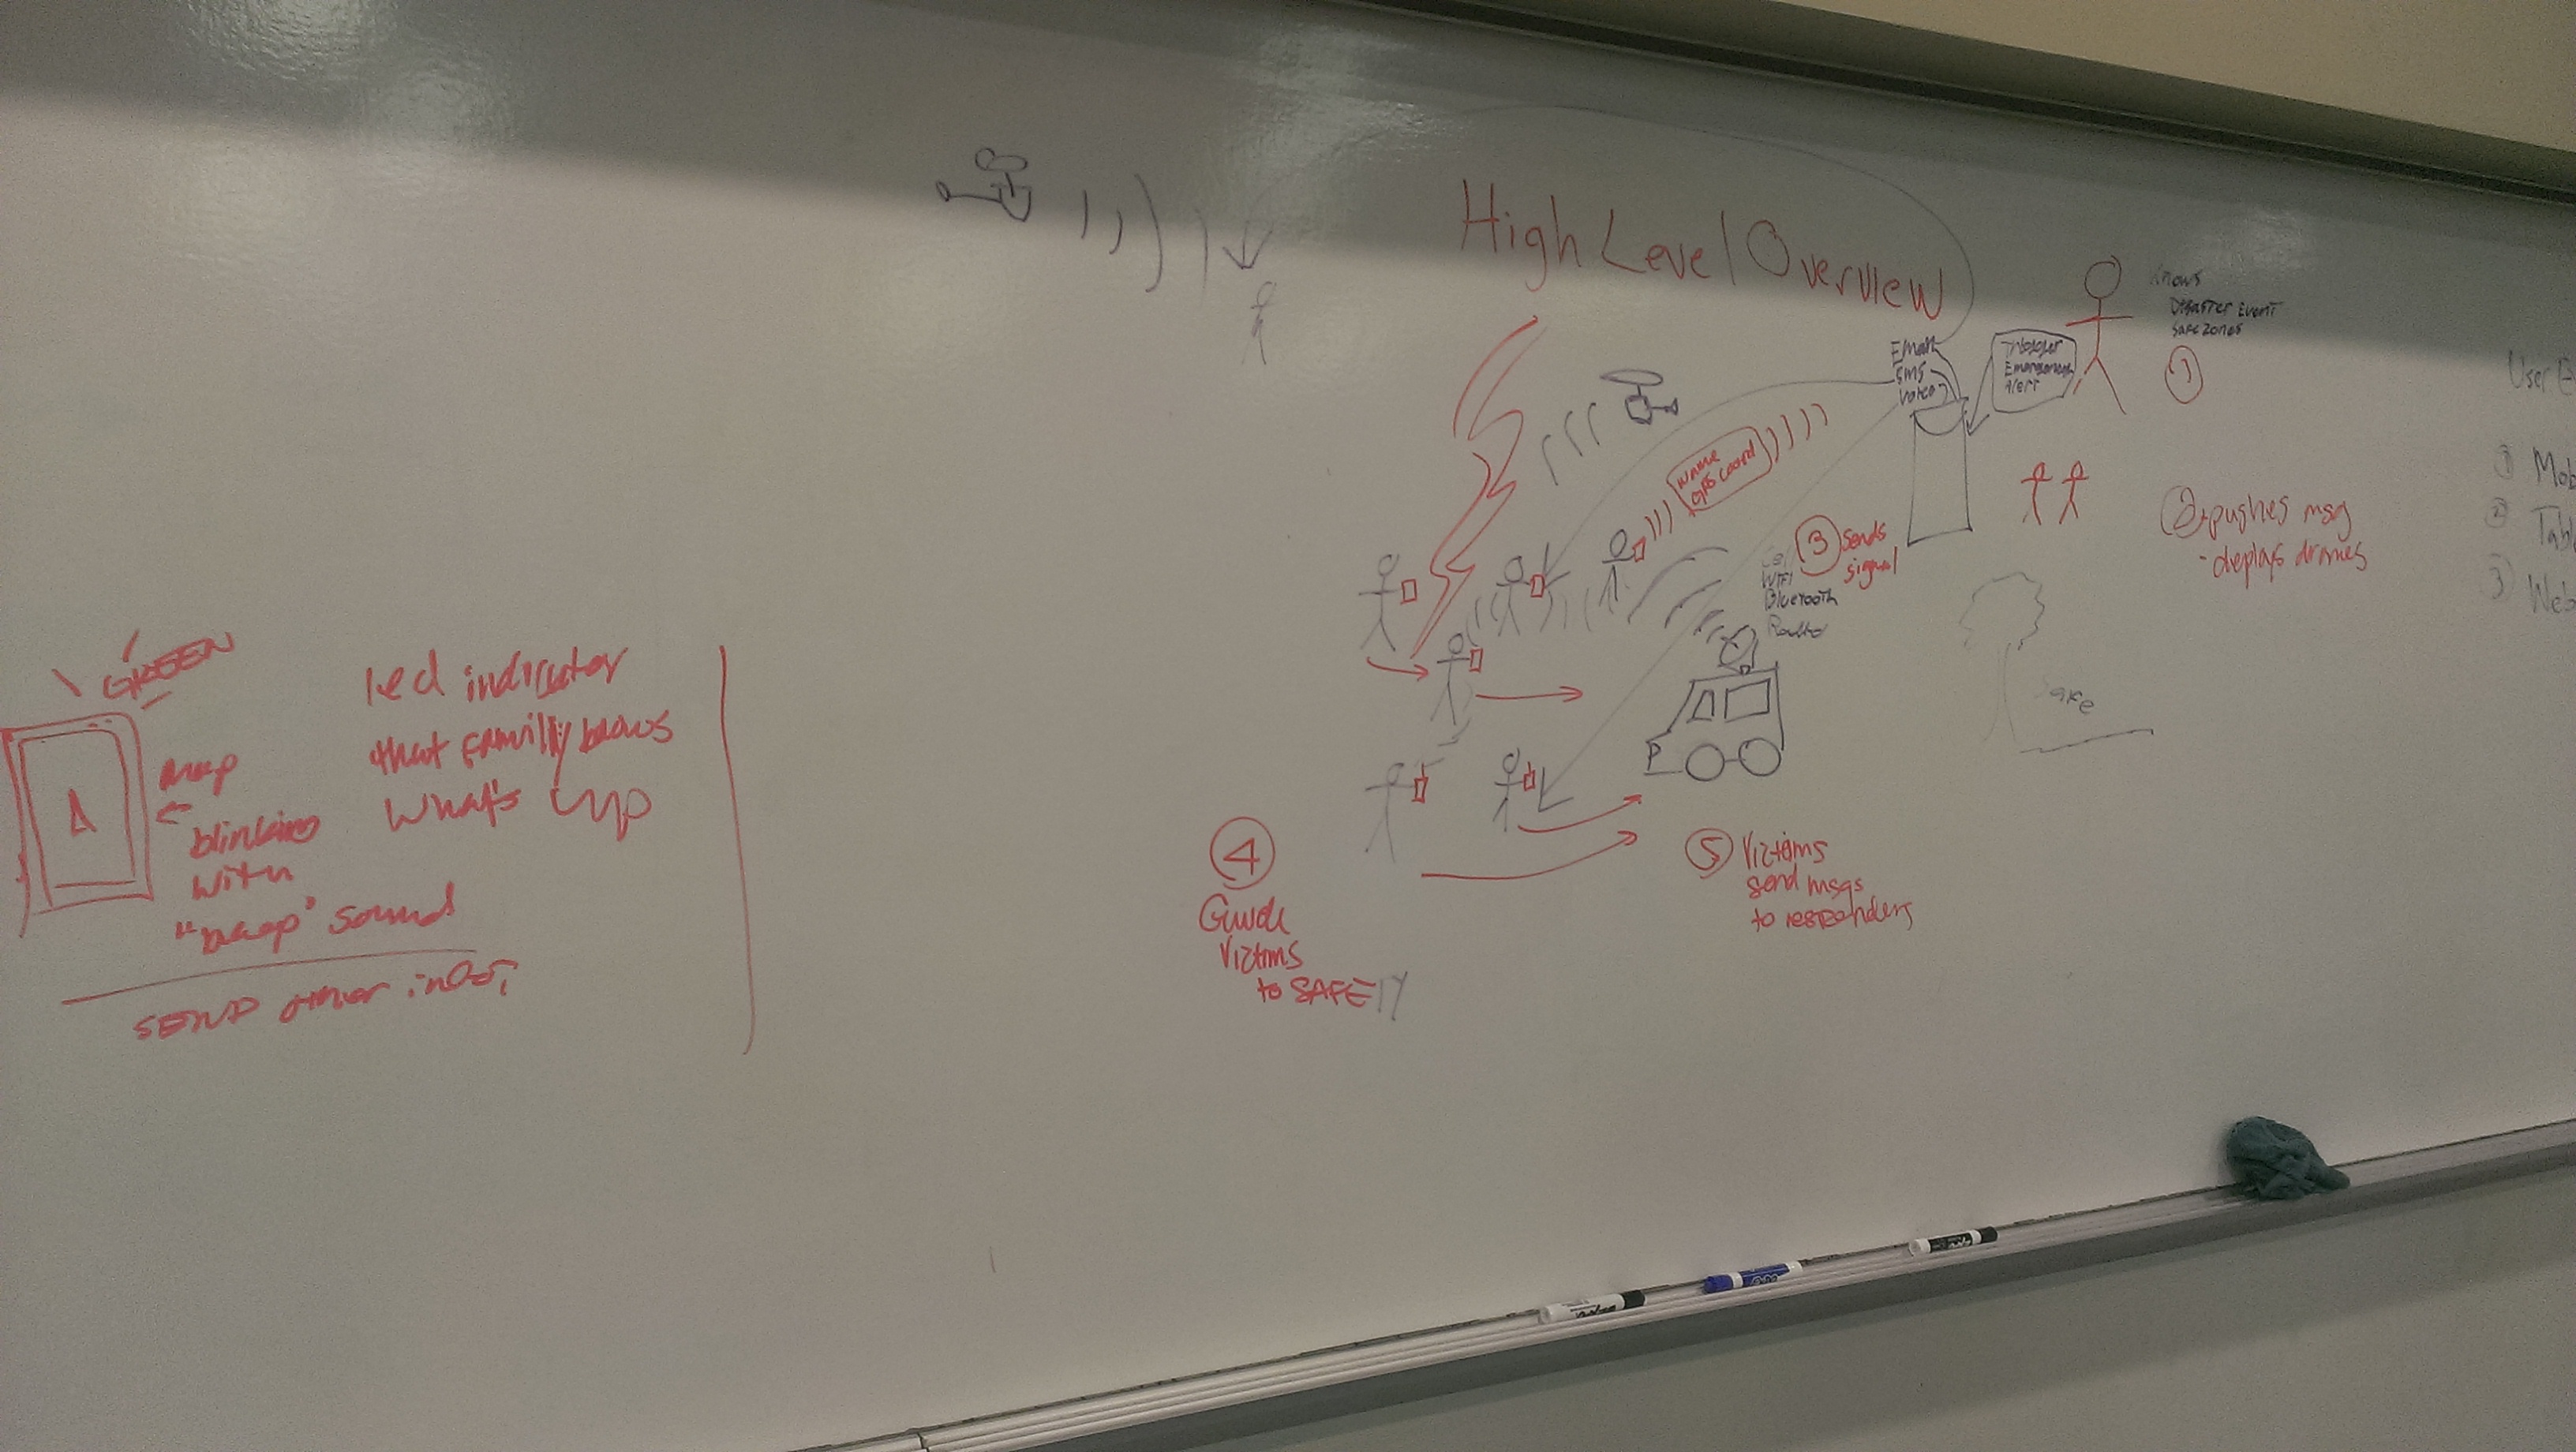 High Level Overview
Knows
Disaster Event
Safe Zones
1
Trigger
Emergency
Alert
Email
SMS
Voice
name
GPS coord
2 pushes msg
- deploys drones
3 Sends
signal
WIFI
Bluetooth
Radio
Safe
4
Guide
Victims
to SAFETY
5 Victims
send msgs
to responders
User E
1 Mob
2 Tabl
3 Web
GREEN
led indicator
that family knows
what's up
blinking
with
"beep" sound
SEND other info,